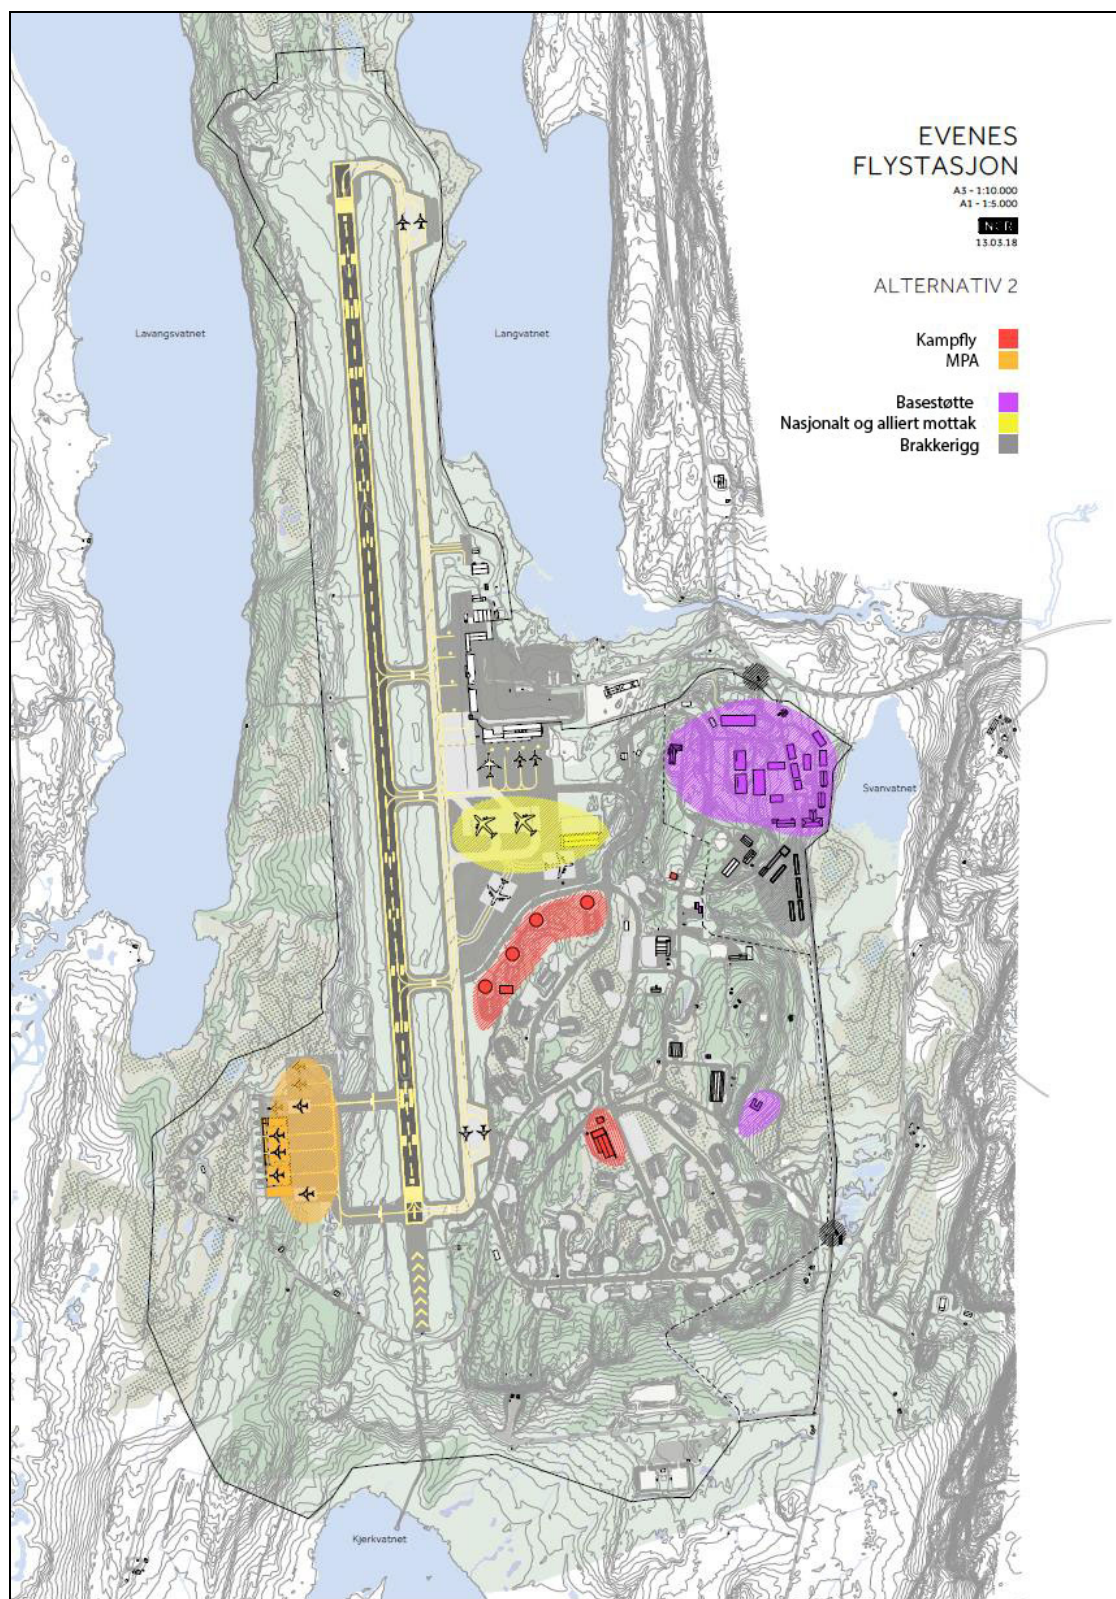 EVENES
FLYSTASJON
A3 - 1:10.000
A1 - 1:5.000
13.03.18
ALTERNATIV 2
Kampfly
MPA
Basestøtte
Nasjonalt og alliert mottak
Brakkerigg
Lavangsvatnet
Langvatnet
Svanvatnet
Kjerkvatnet